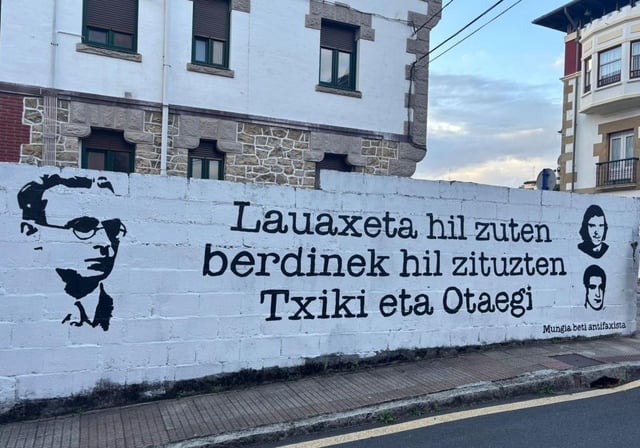 Lauaxeta hil zuten
berdinek hil zituzten
Txiki eta Otaegi
Mungia beti antifaxista